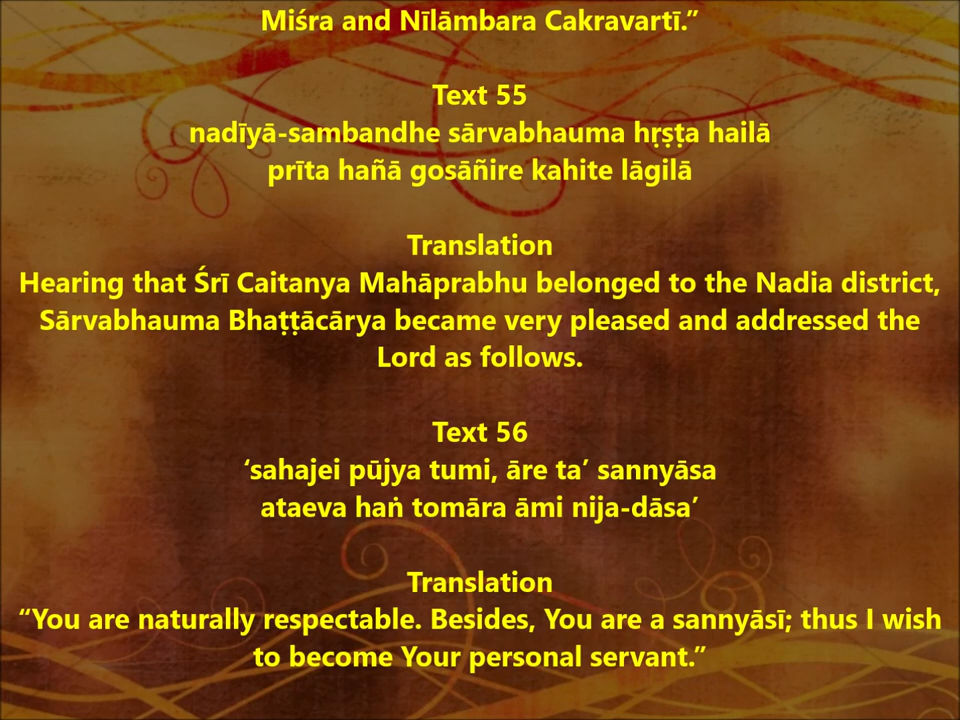 Miśra and Nīlāmbara Cakravartī.”
Text 55
nadīyā-sambandhe sārvabhauma hṛṣṭa hailā
prīta hañā gosāñire kahite lāgilā
Translation
Hearing that Śrī Caitanya Mahāprabhu belonged to the Nadia district,
Sārvabhauma Bhaṭṭācārya became very pleased and addressed the
Lord as follows.
Text 56
‘sahajei pūjya tumi, āre ta’ sannyāsa
ataeva haṅ tomāra āmi nija-dāsa’
Translation
“You are naturally respectable. Besides, You are a sannyāsī; thus I wish
to become Your personal servant.”